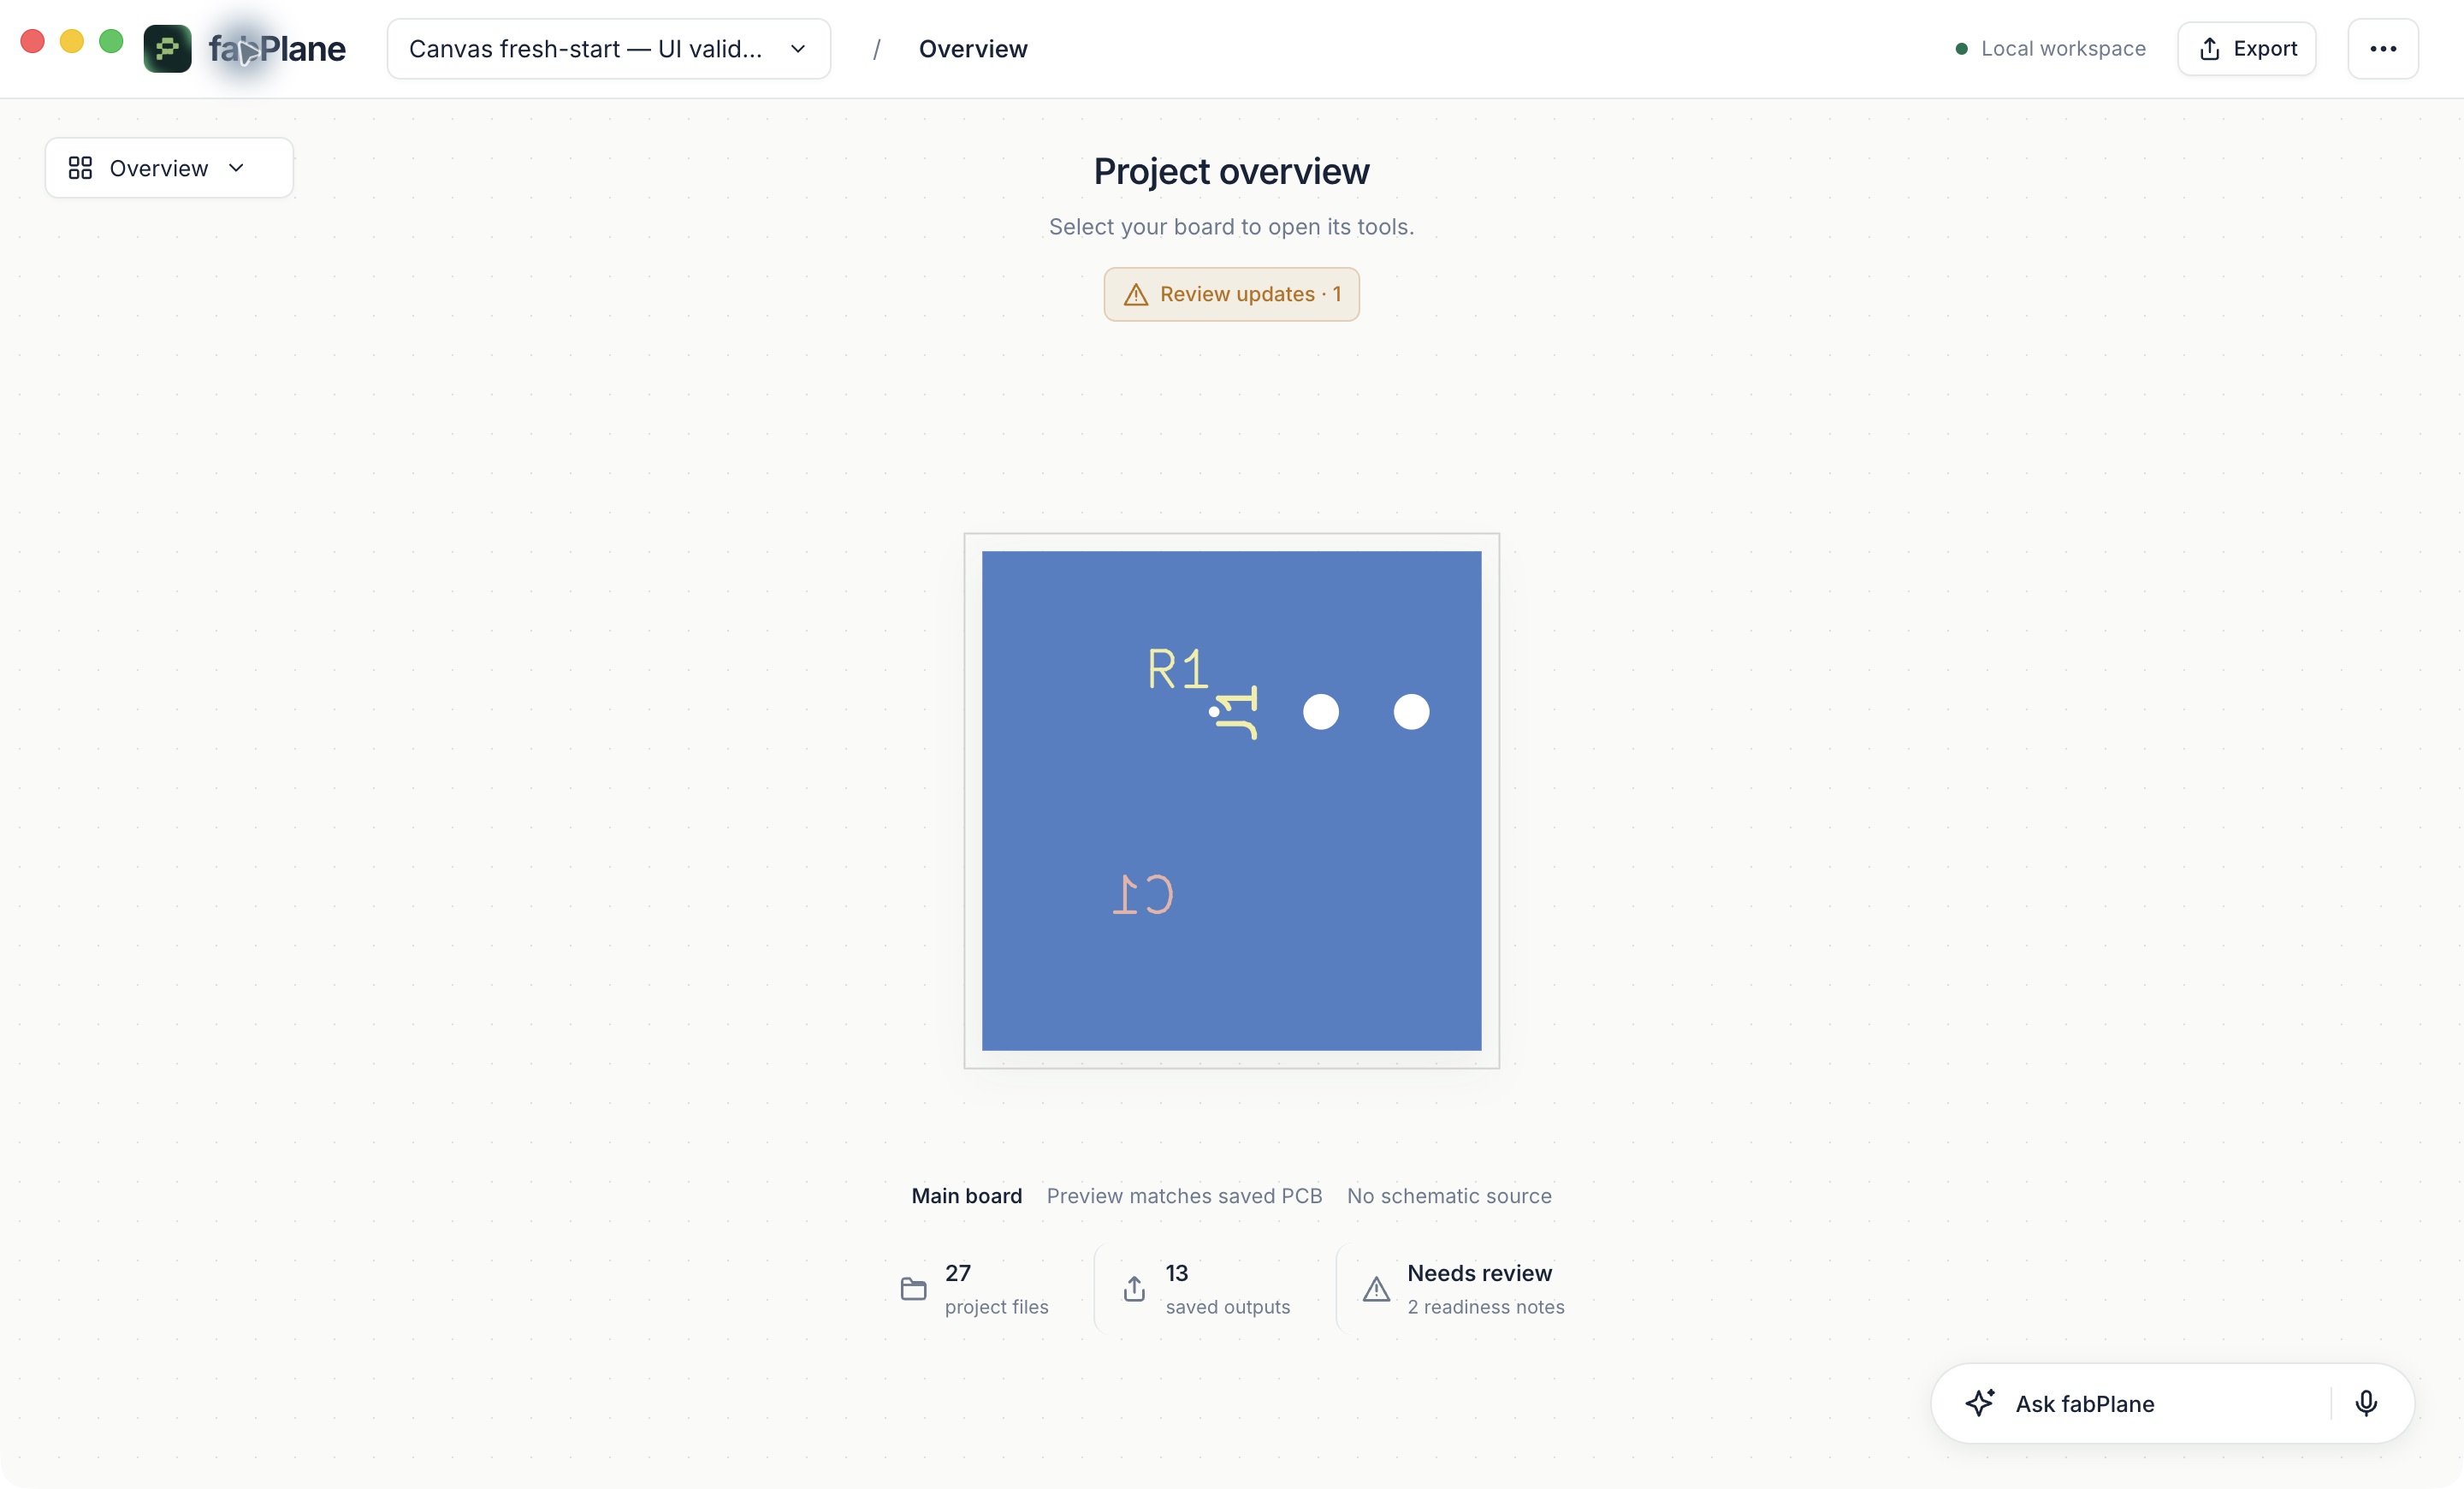 fabPlane
Canvas fresh-start — UI valid...
/
Overview
Local workspace
Export
Overview
Project overview
Select your board to open its tools.
Review updates · 1
R1
J1
C1
Main board
Preview matches saved PCB
No schematic source
27
project files
13
saved outputs
Needs review
2 readiness notes
Ask fabPlane